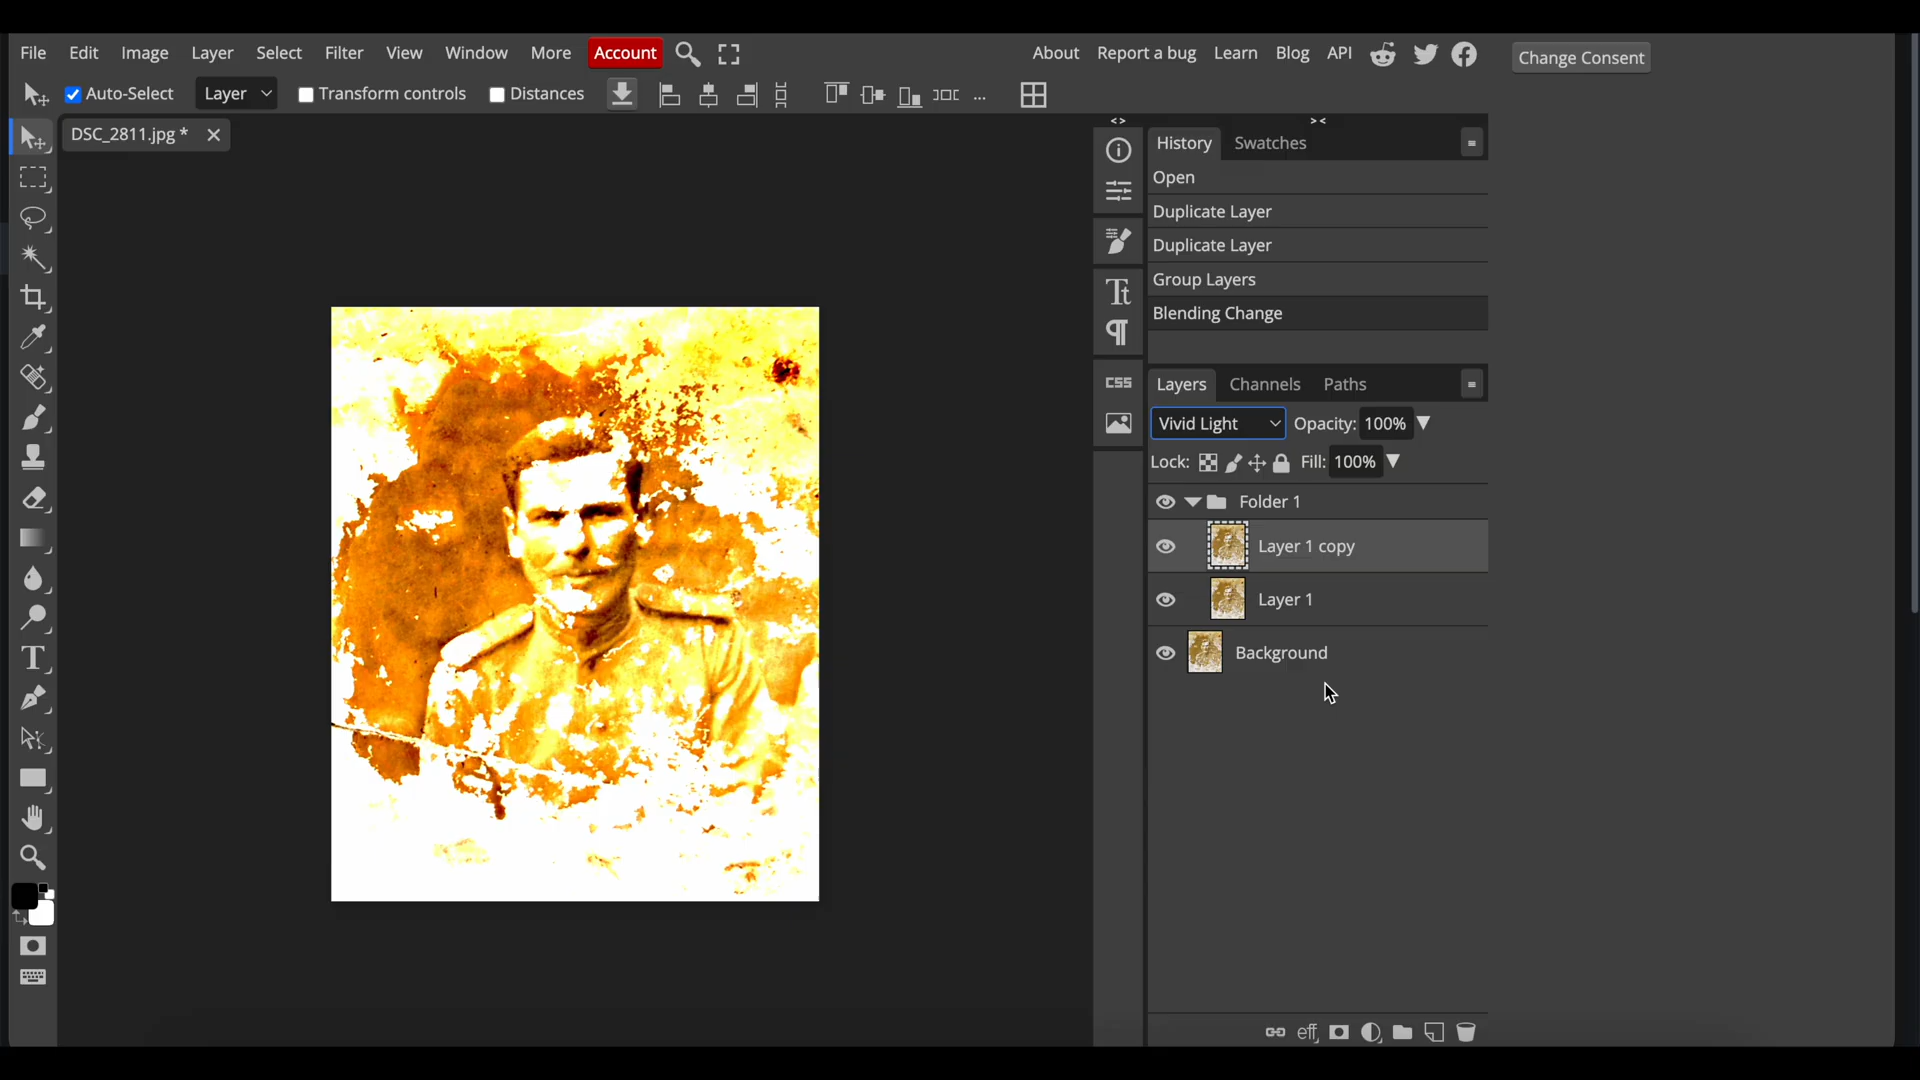 File Edit Image Layer Select Filter View Window More Account About Report a bug Learn Blog API Change Consent
Auto-Select Layer Transform controls Distances ...
DSC_2811.jpg *
History Swatches
Open
Duplicate Layer
Duplicate Layer
Group Layers
Blending Change
CSS
Layers Channels Paths
Vivid Light Opacity: 100%
Lock: Fill: 100%
Folder 1
Layer 1 copy
Layer 1
Background
eff